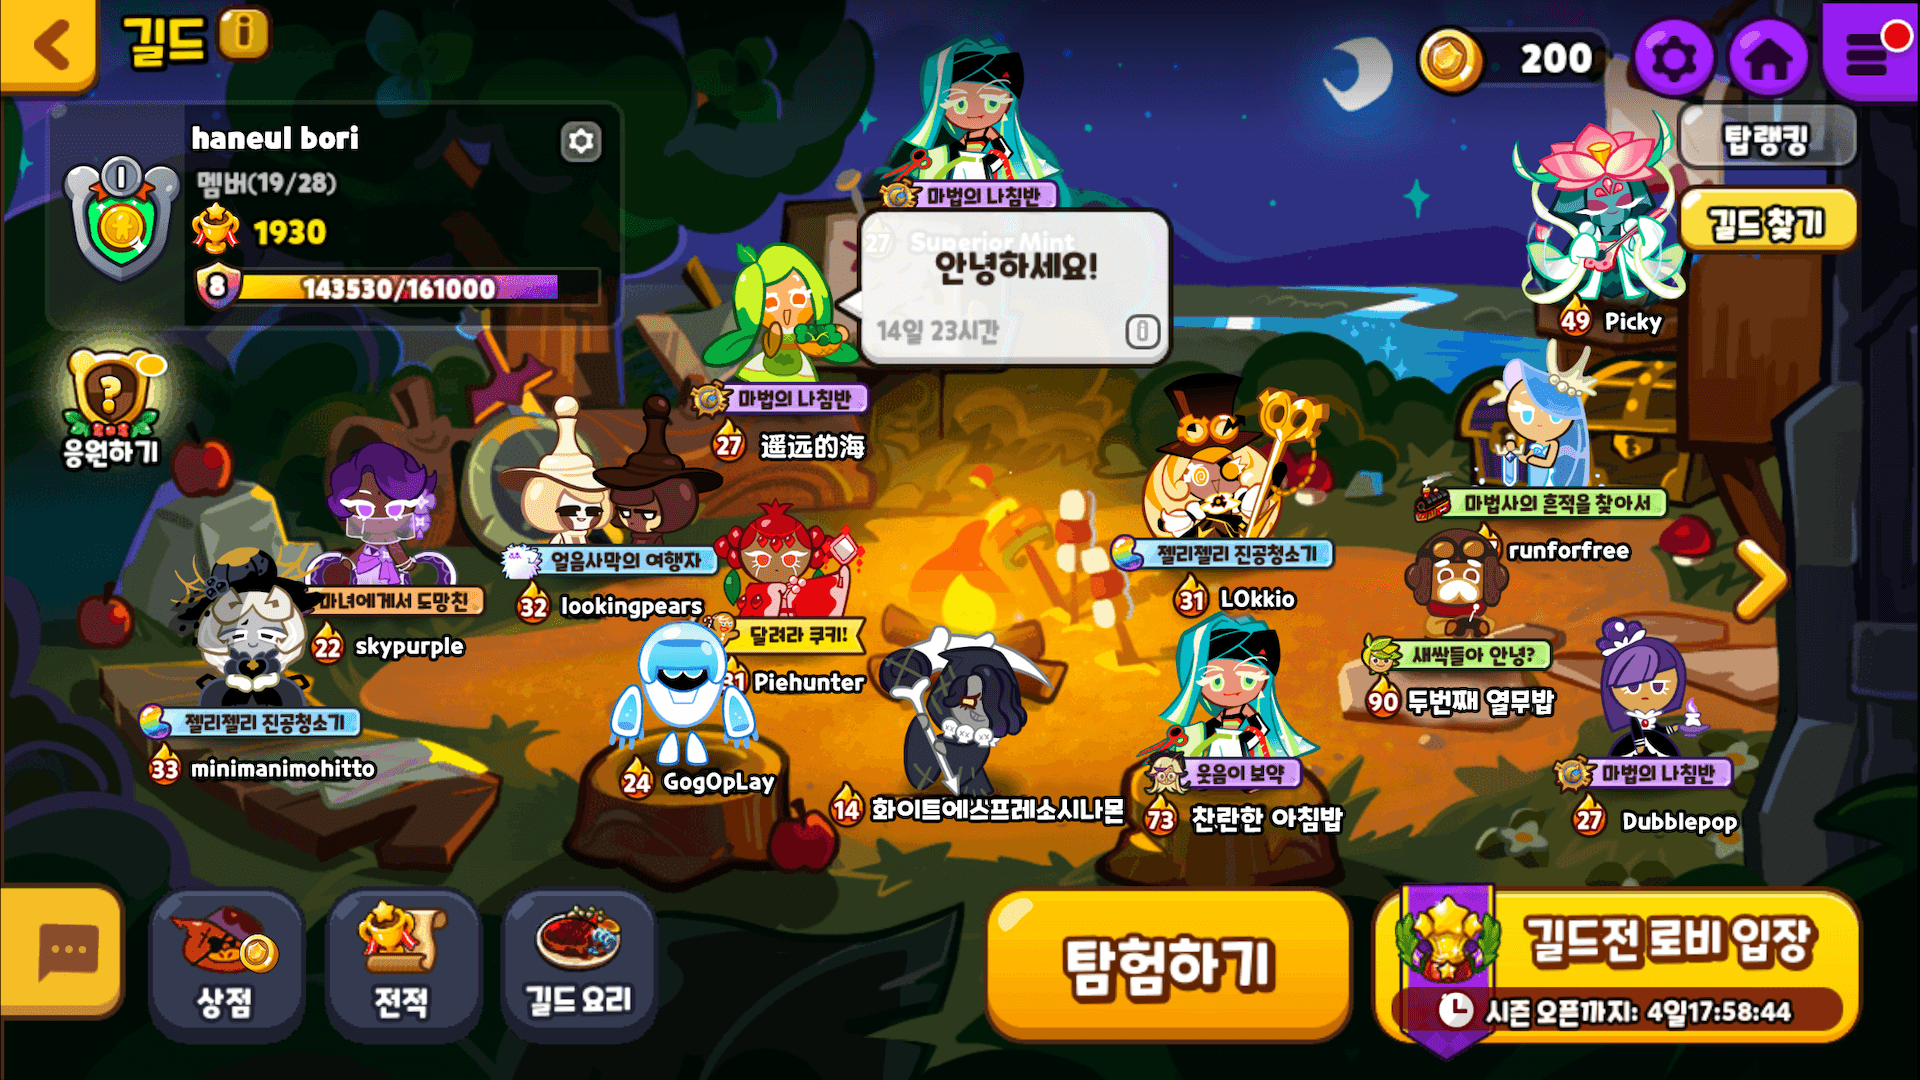 길드
200
탑랭킹
길드 찾기
haneul bori
멤버(19/28)
1930
8
143530/161000
응원하기
마법의 나침반
27 Superior Mint
안녕하세요!
14일 23시간
마법의 나침반
27 遥远的海
49 Picky
마녀에게서 도망친
22 skypurple
얼음사막의 여행자
32 lookingpears
달려라 쿠키!
31 Piehunter
젤리젤리 진공청소기
31 L0kkio
마법사의 흔적을 찾아서
runforfree
젤리젤리 진공청소기
33 minimanimohitto
24 GogOpLay
14 화이트에스프레소시나몬
웃음이 보약
73 찬란한 아침밥
새싹들아 안녕?
90 두번째 열무밥
마법의 나침반
27 Dubblepop
상점
전적
길드 요리
탐험하기
길드전 로비 입장
시즌 오픈까지: 4일17:58:44